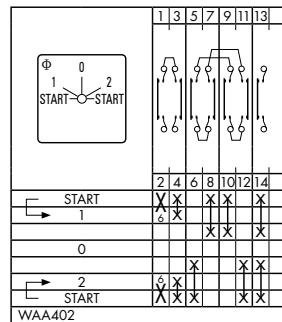 1 3 5 7 9 11 13
Φ 0
1 2
START START
2 4 6 8 10 12 14
START X X X X X
1 6 X
X X X
0
X X X
2 6 X
START X X X X X
WAA402